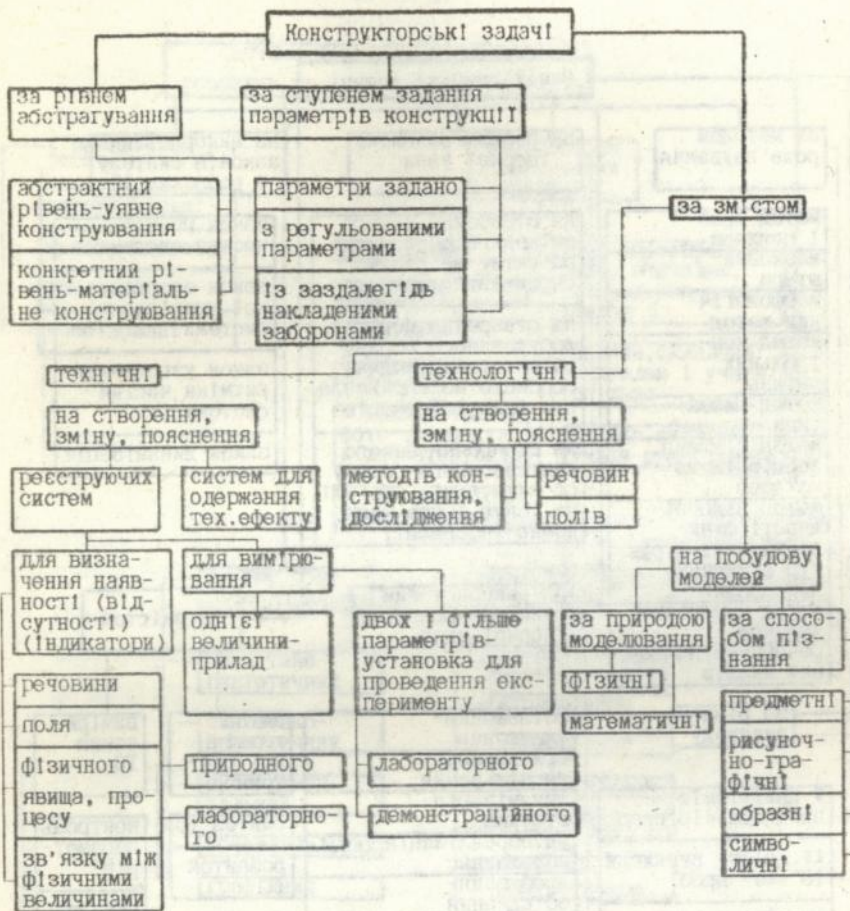 Конструкторські задачі
за рівнем
абстрагування
за ступенем задання
параметрів конструкції
абстрактний
рівень-уявне
конструювання
конкретний рі-
вень-матеріаль-
не конструювання
параметри задано
з регульованими
параметрами
із заздалегідь
накладеними
заборонами
за змістом
технічні
технологічні
на створення,
зміну, пояснення
на створення,
зміну, пояснення
реєструючих
систем
систем для
одержання
тех.ефекту
методів кон-
струювання,
дослідження
речовин
полів
для визна-
чення наяв-
ності (від-
сутності)
(індикатори)
для вимірю-
вання
на побудову
моделей
однієї
величини-
прилад
двох і більше
параметрів-
установка для
проведення екс-
перименту
за природою
моделювання
за спосо-
бом піз-
нання
фізичні
математичні
речовини
поля
фізичного
явища, про-
цесу
зв'язку між
фізичними
величинами
природного
лабораторно-
го
лабораторного
демонстраційного
предметні
рисуноч-
но-гра-
фічні
образні
симво-
лічні